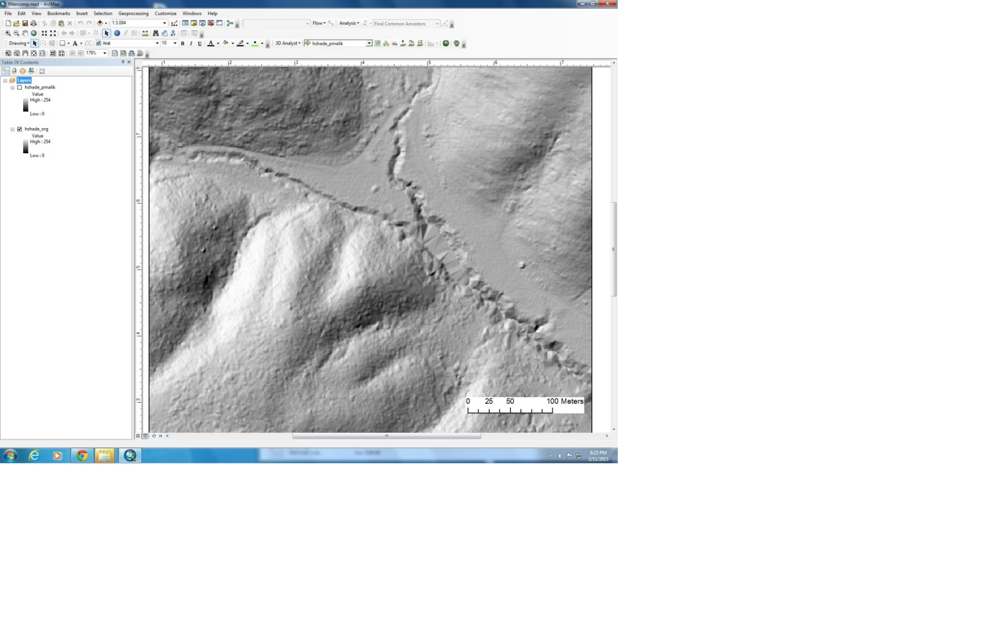 filtercomp.mxd - ArcMap
File Edit View Bookmarks Insert Selection Geoprocessing Customize Windows Help
1:3,084 Flow Analysis Find Common Ancestors
Drawing A Arial 10 B I U A 3D Analyst hshade_pmalik
179%
Table Of Contents
1 2 3 4 5 6 7
Layers
hshade_pmalik
Value
High : 254
Low : 0
hshade_org
Value
High : 254
Low : 0
8
7
6
5
4
3
0 25 50 100 Meters
6:23 PM
2/11/2015